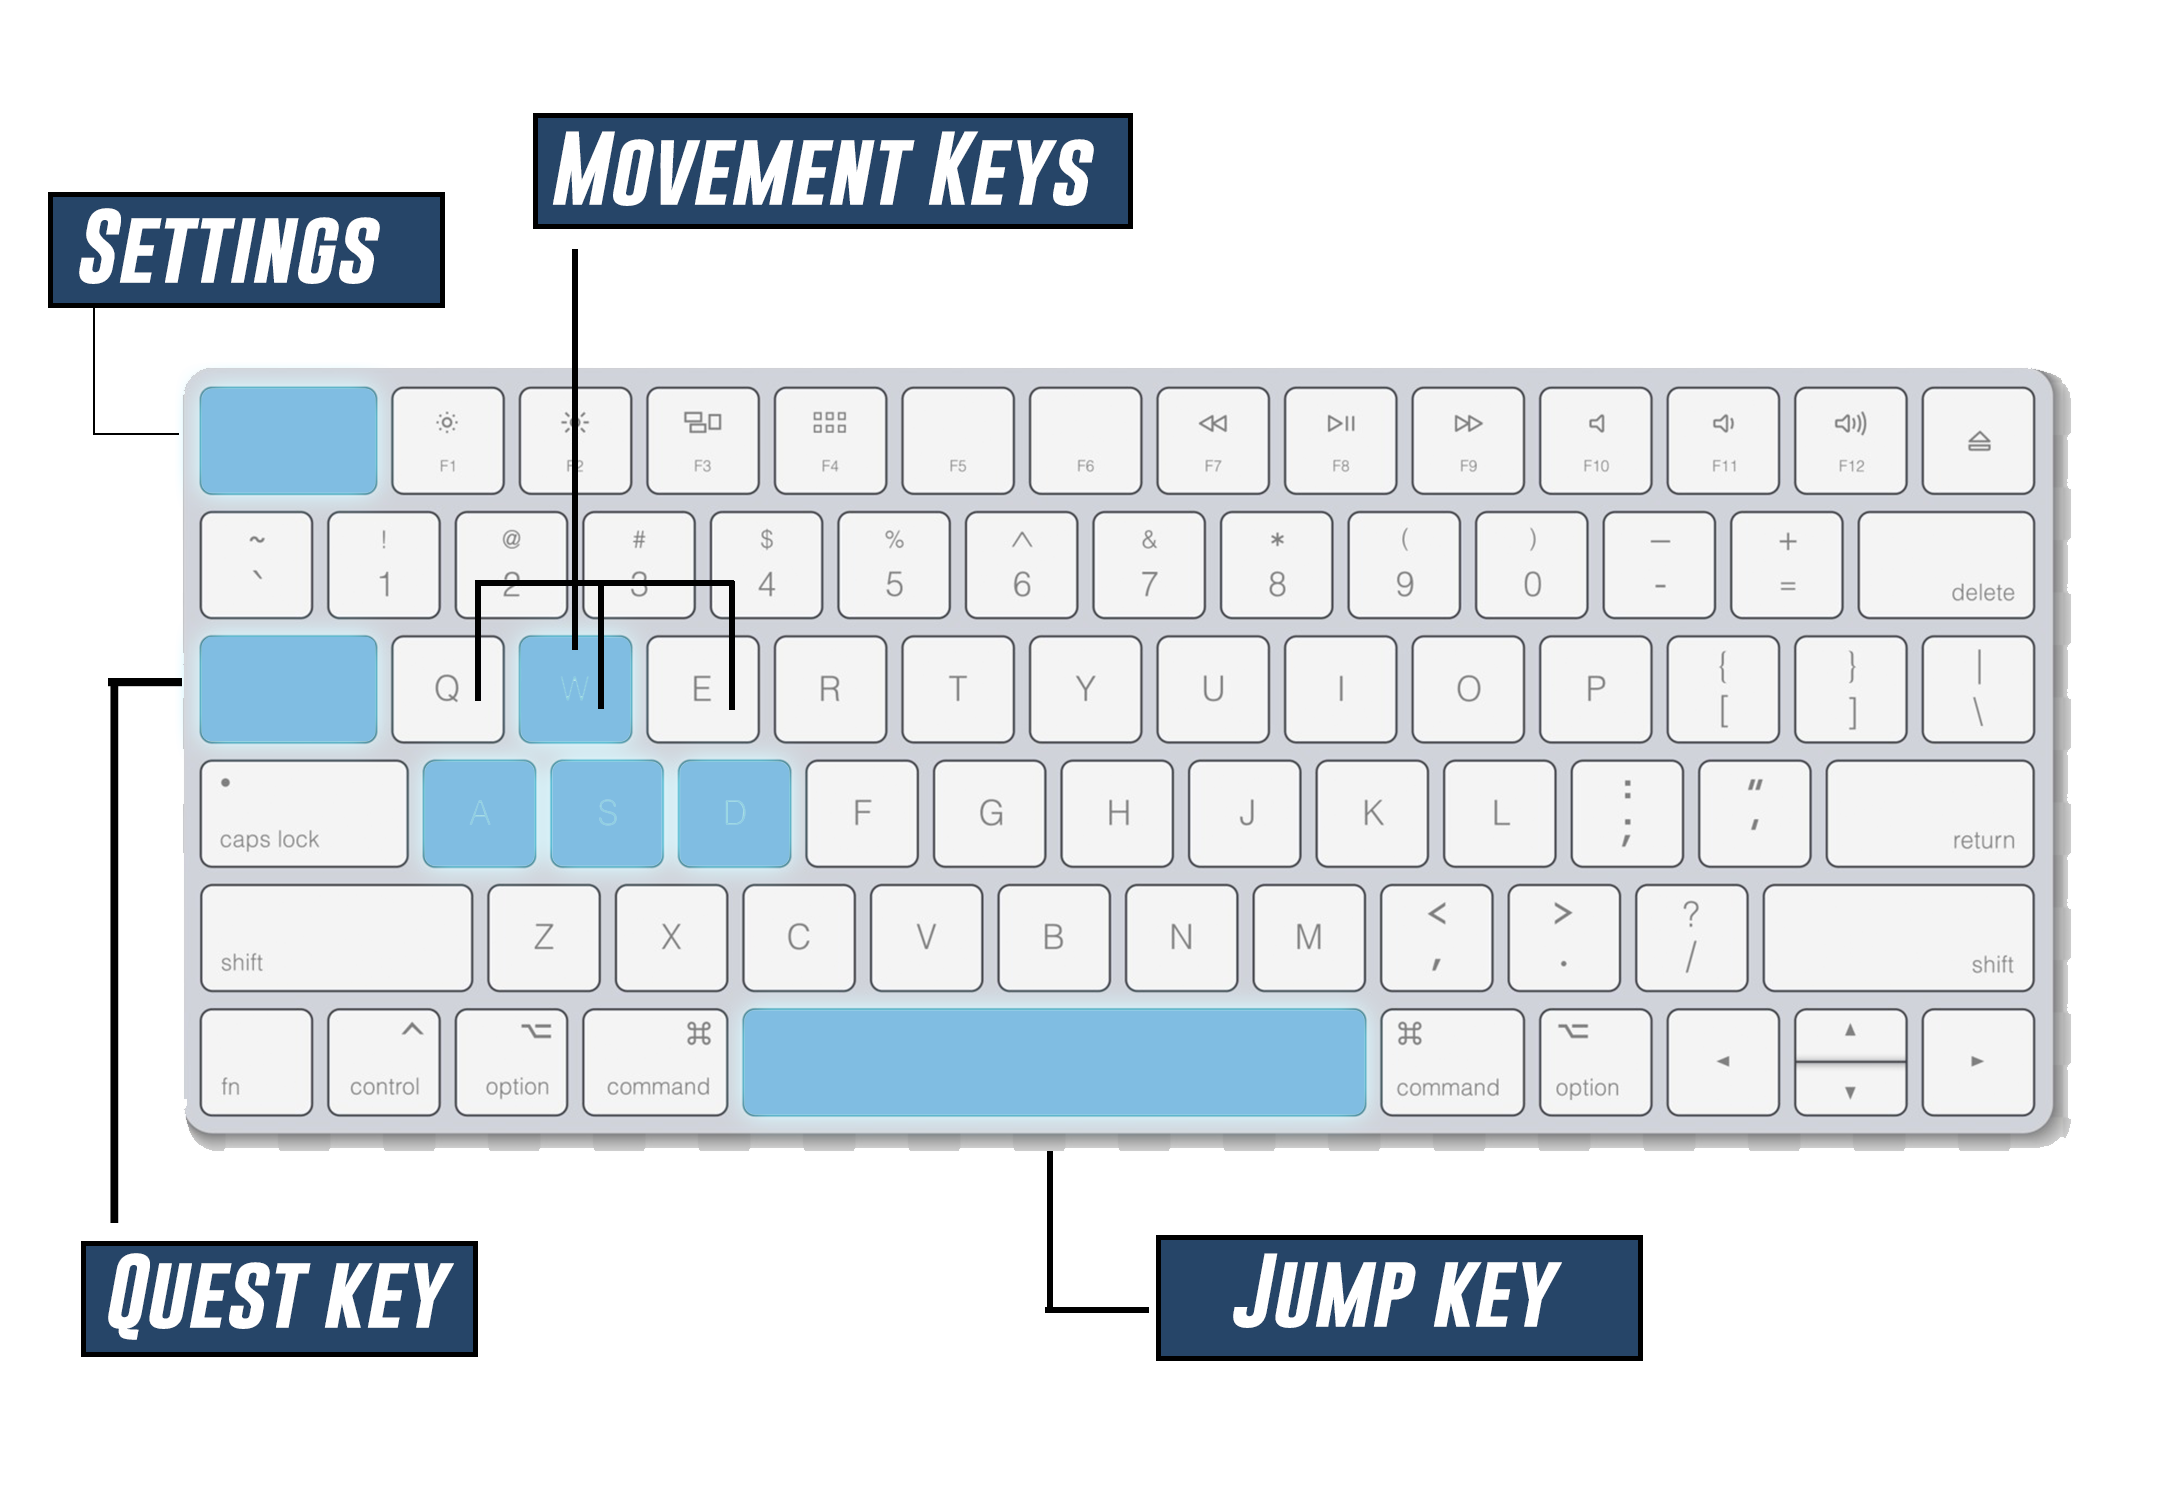 MOVEMENT KEYS
SETTINGS
F1 F2 F3 F4 F5 F6 F7 F8 F9 F10 F11 F12
~ ! @ # $ % ^ & * ( ) — +
` 1 2 3 4 5 6 7 8 9 0 - = delete
Q W E R T Y U I O P { [ } ] | \
caps lock A S D F G H J K L : ; " ' return
shift Z X C V B N M < , > . ? / shift
fn control option command command option
QUEST KEY
JUMP KEY